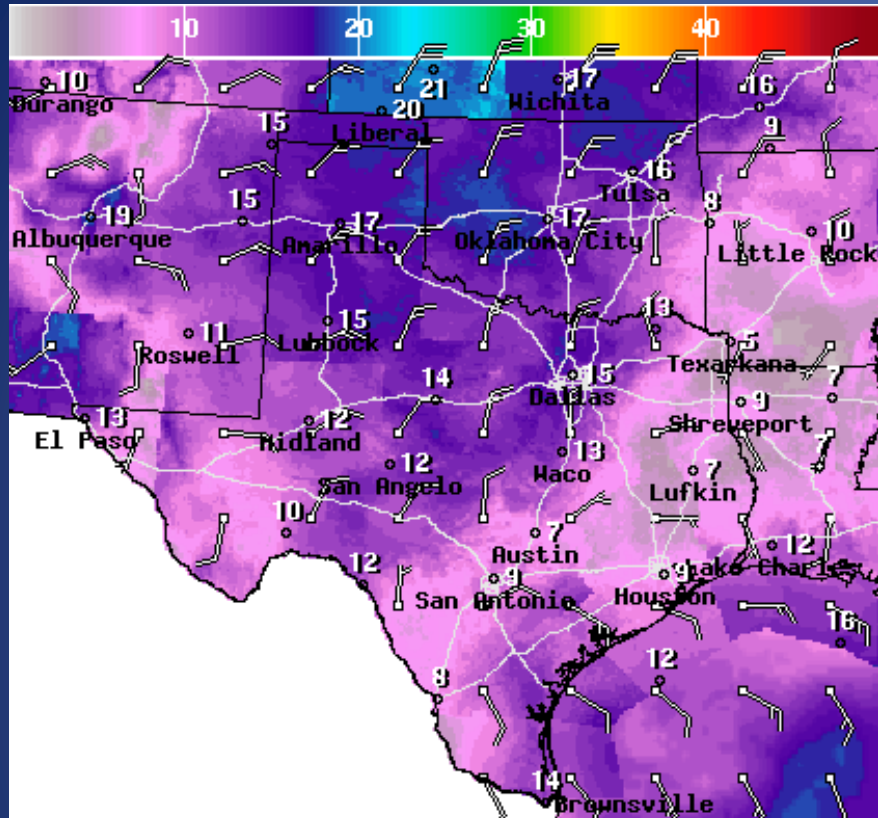 10 20 30 40
21
10 17 16
Durango Wichita
20
Liberal
15 9
16
Tulsa
19 15 17 17 8 10
Albuquerque Amarillo Oklahoma City Little Rock
11 15 13 5
Roswell Lubbock Texarkana
14 15 9 7
Dallas
13 12 Shreveport
El Paso Midland
12 13 7 7
San Angelo Waco Lufkin
10 7 12
Austin
12 9 9 Lake Charles
San Antonio Houston
16
8 12
14
Brownsville